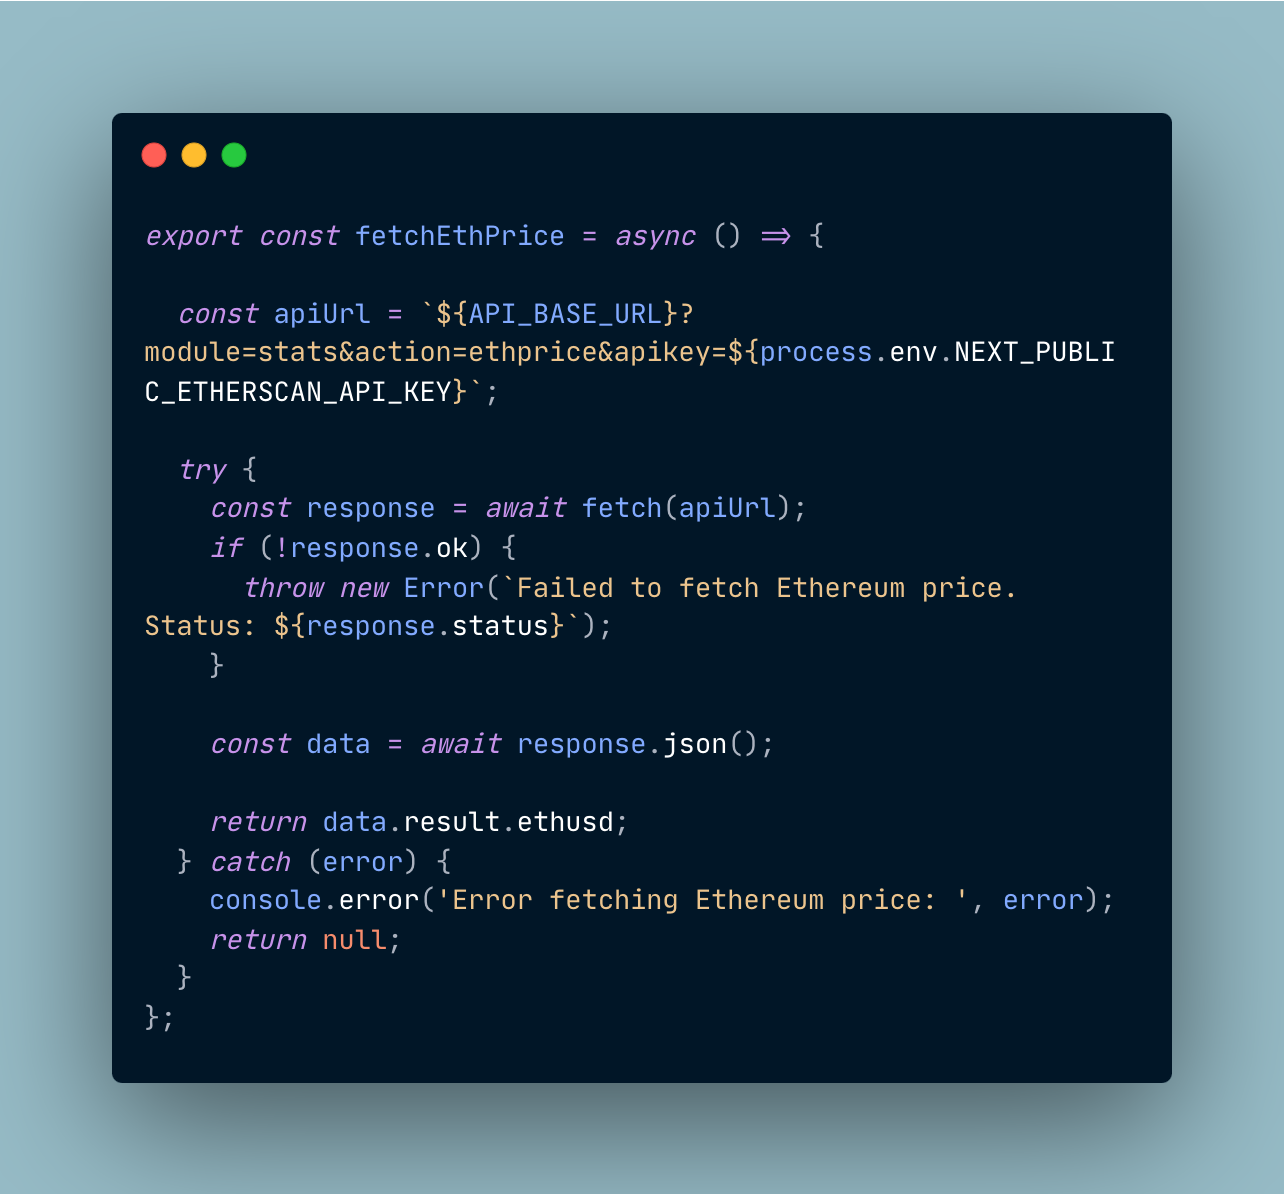 export const fetchEthPrice = async () => {
const apiUrl = `${API_BASE_URL}?
module=stats&action=ethprice&apikey=${process.env.NEXT_PUBLI
C_ETHERSCAN_API_KEY}`;
try {
const response = await fetch(apiUrl);
if (!response.ok) {
throw new Error(`Failed to fetch Ethereum price.
Status: ${response.status}`);
}
const data = await response.json();
return data.result.ethusd;
} catch (error) {
console.error('Error fetching Ethereum price: ', error);
return null;
}
};